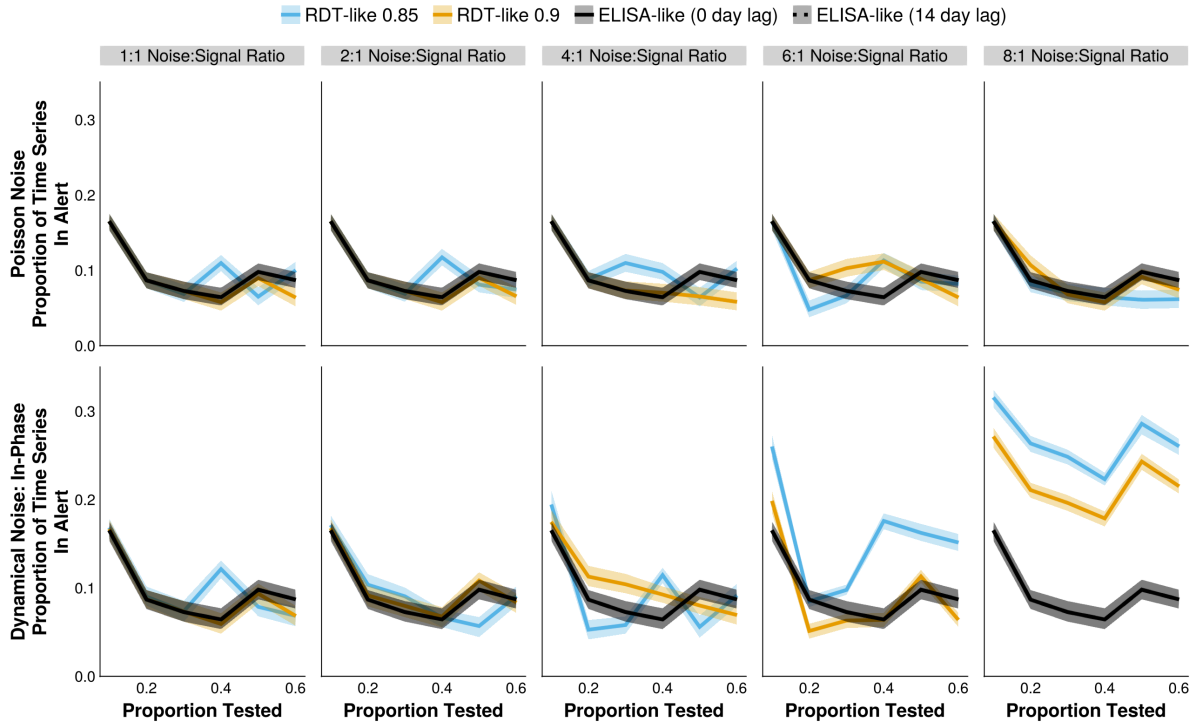 RDT-like 0.85 RDT-like 0.9 ELISA-like (0 day lag) ELISA-like (14 day lag)
1:1 Noise:Signal Ratio 2:1 Noise:Signal Ratio 4:1 Noise:Signal Ratio 6:1 Noise:Signal Ratio 8:1 Noise:Signal Ratio
Poisson Noise
Proportion of Time Series
In Alert
0.3
0.2
0.1
0.0
Dynamical Noise: In-Phase
Proportion of Time Series
In Alert
0.3
0.2
0.1
0.0
0.2 0.4 0.6 0.2 0.4 0.6 0.2 0.4 0.6 0.2 0.4 0.6 0.2 0.4 0.6
Proportion Tested Proportion Tested Proportion Tested Proportion Tested Proportion Tested